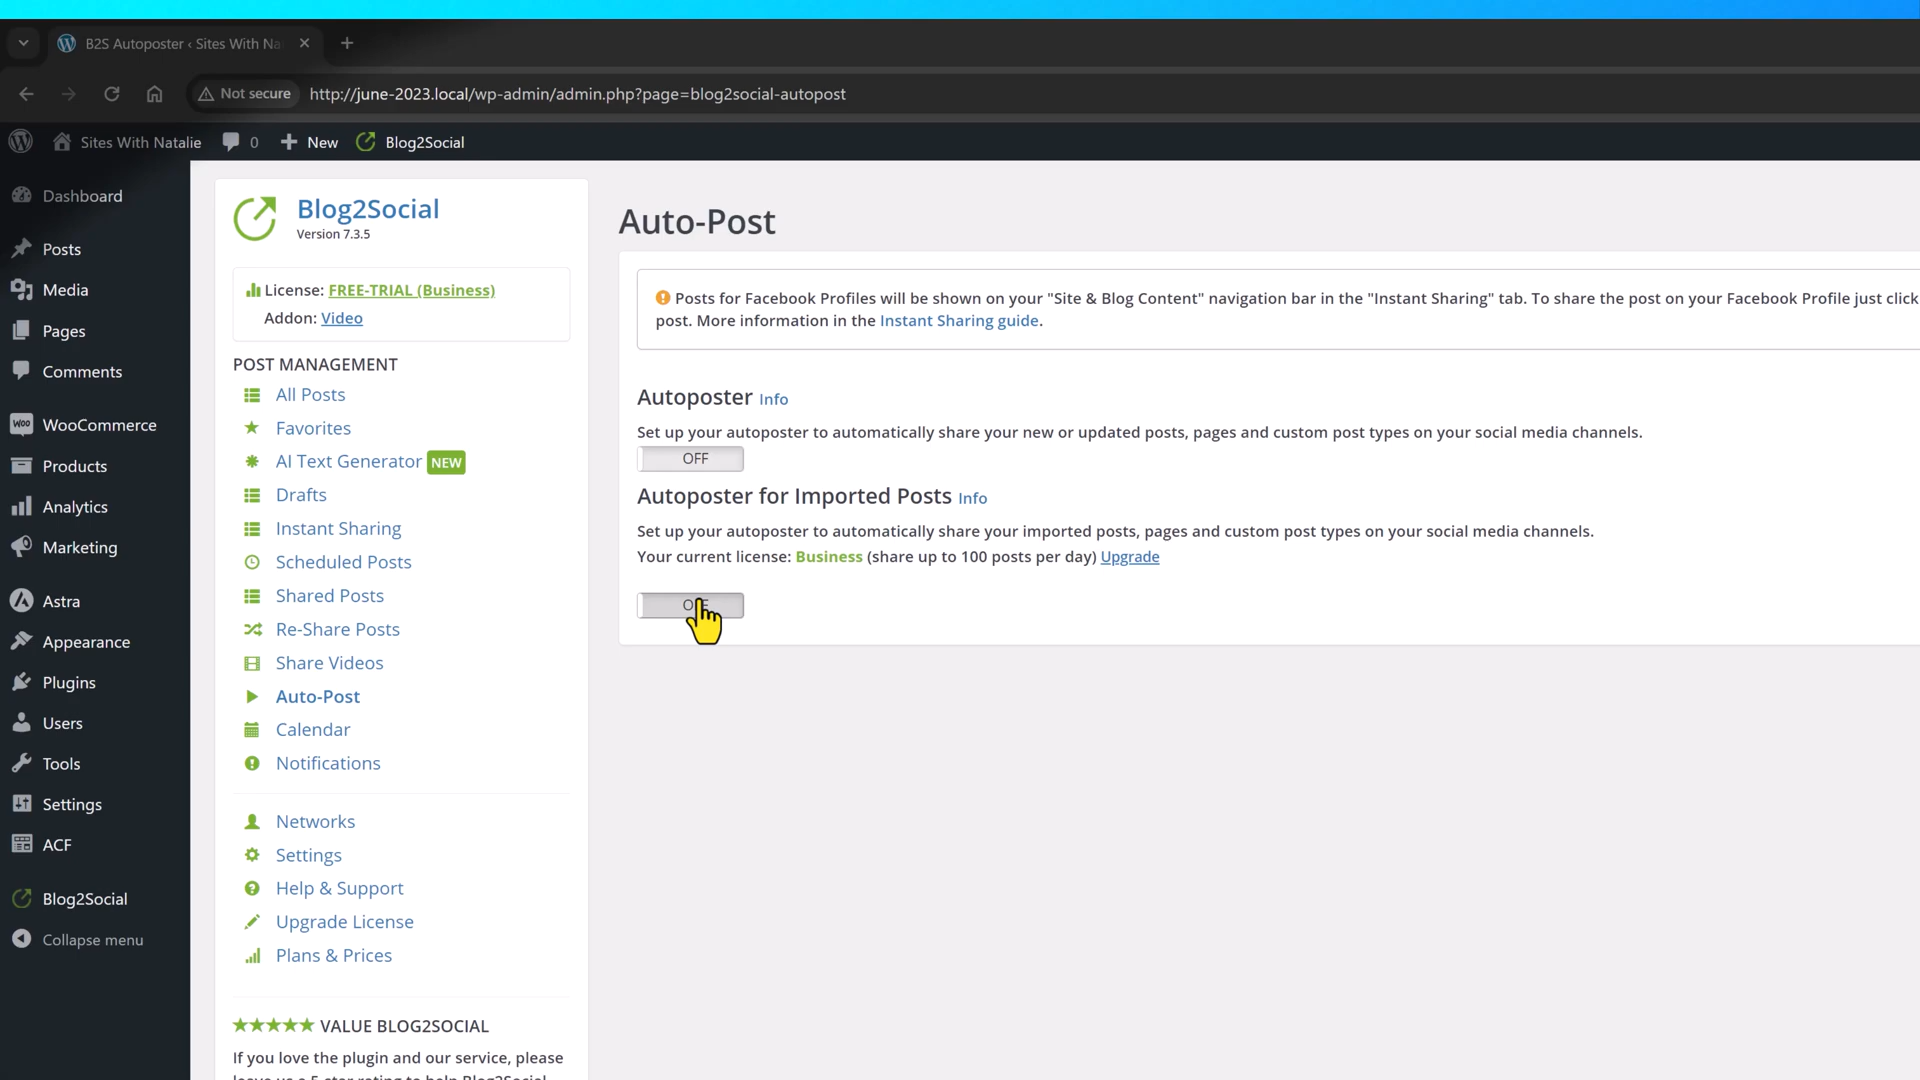 B2S Autoposter ‹ Sites With Na
Not secure
http://june-2023.local/wp-admin/admin.php?page=blog2social-autopost
Sites With Natalie
0
New
Blog2Social
Dashboard
Posts
Media
Pages
Comments
WooCommerce
Products
Analytics
Marketing
Astra
Appearance
Plugins
Users
Tools
Settings
ACF
Blog2Social
Collapse menu
Blog2Social
Version 7.3.5
License: FREE-TRIAL (Business)
Addon: Video
POST MANAGEMENT
All Posts
Favorites
AI Text Generator NEW
Drafts
Instant Sharing
Scheduled Posts
Shared Posts
Re-Share Posts
Share Videos
Auto-Post
Calendar
Notifications
Networks
Settings
Help & Support
Upgrade License
Plans & Prices
VALUE BLOG2SOCIAL
If you love the plugin and our service, please
Auto-Post
Posts for Facebook Profiles will be shown on your "Site & Blog Content" navigation bar in the "Instant Sharing" tab. To share the post on your Facebook Profile just click
post. More information in the Instant Sharing guide.
Autoposter Info
Set up your autoposter to automatically share your new or updated posts, pages and custom post types on your social media channels.
OFF
Autoposter for Imported Posts Info
Set up your autoposter to automatically share your imported posts, pages and custom post types on your social media channels.
Your current license: Business (share up to 100 posts per day) Upgrade